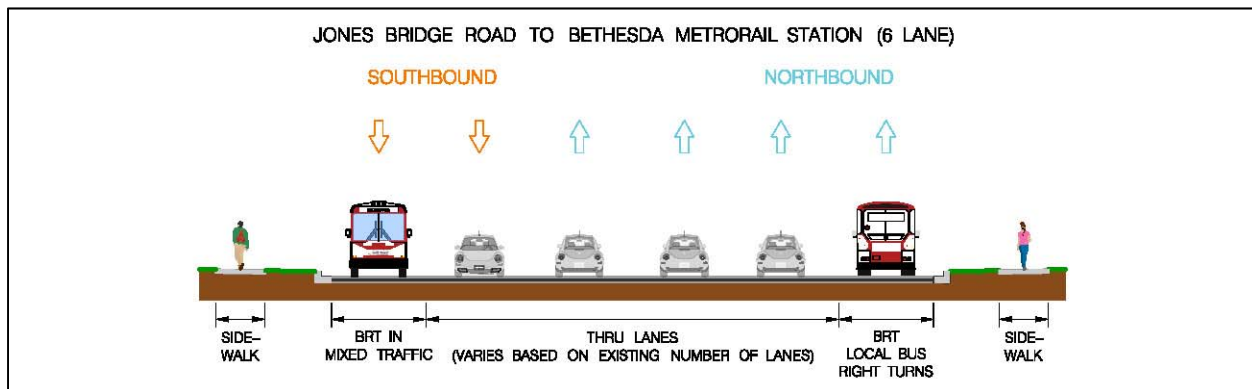 JONES BRIDGE ROAD TO BETHESDA METRORAIL STATION (6 LANE)
SOUTHBOUND
NORTHBOUND
SIDE-
WALK
BRT IN
MIXED TRAFFIC
THRU LANES
(VARIES BASED ON EXISTING NUMBER OF LANES)
BRT
LOCAL BUS
RIGHT TURNS
SIDE-
WALK